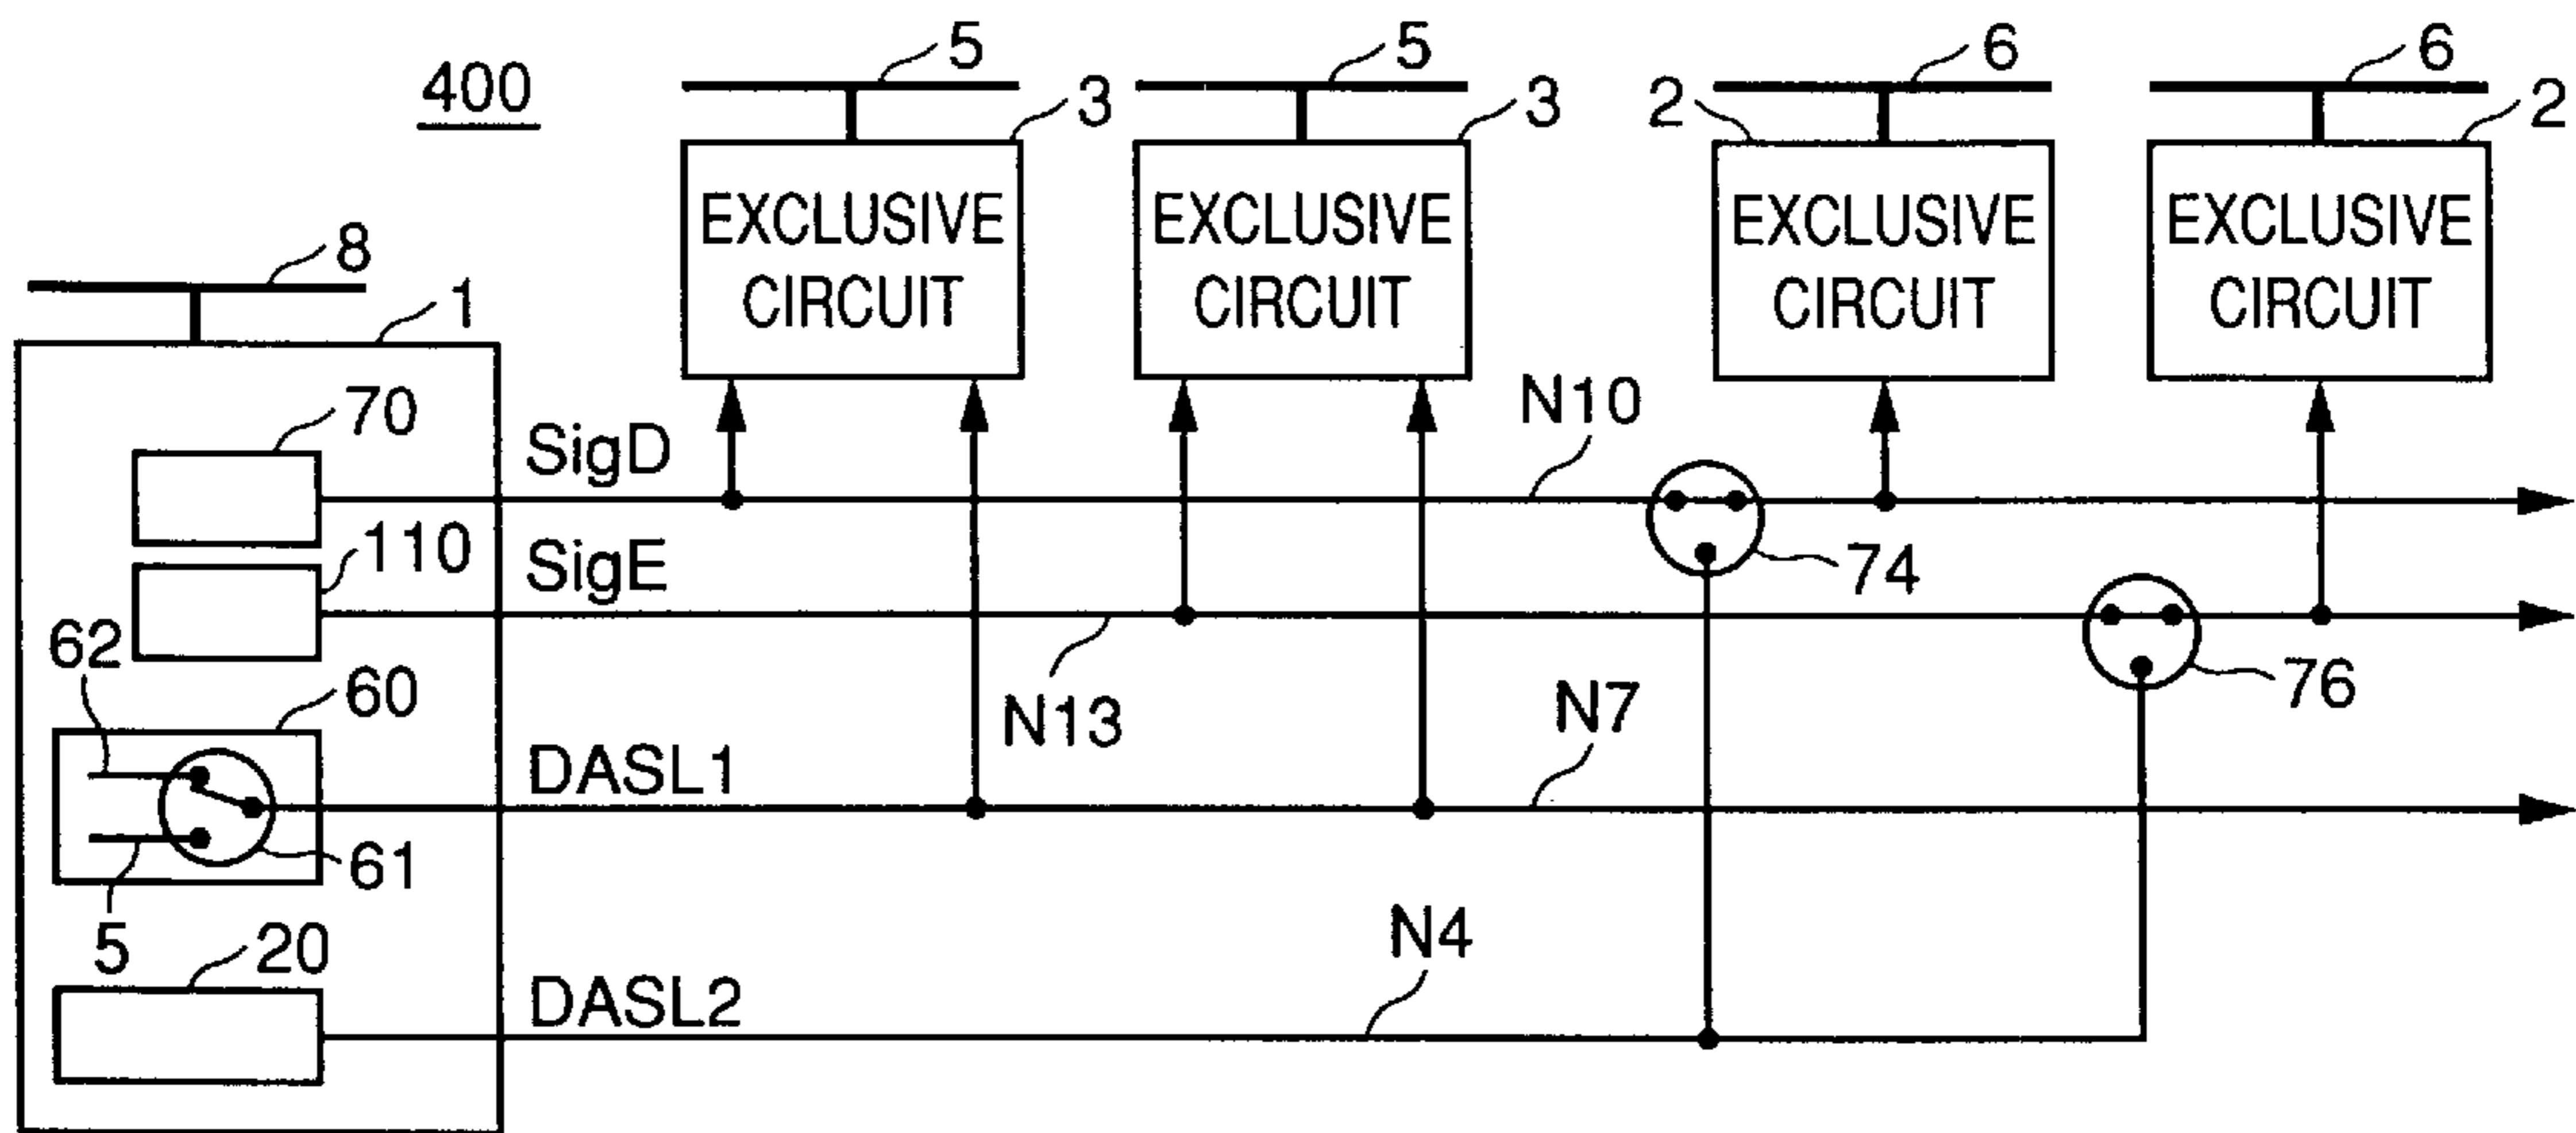 400
5
3
5
3
6
2
6
2
EXCLUSIVE
CIRCUIT
EXCLUSIVE
CIRCUIT
EXCLUSIVE
CIRCUIT
EXCLUSIVE
CIRCUIT
8
1
70
SigD
N10
110
SigE
74
62
60
N13
N7
76
DASL1
61
5
20
N4
DASL2